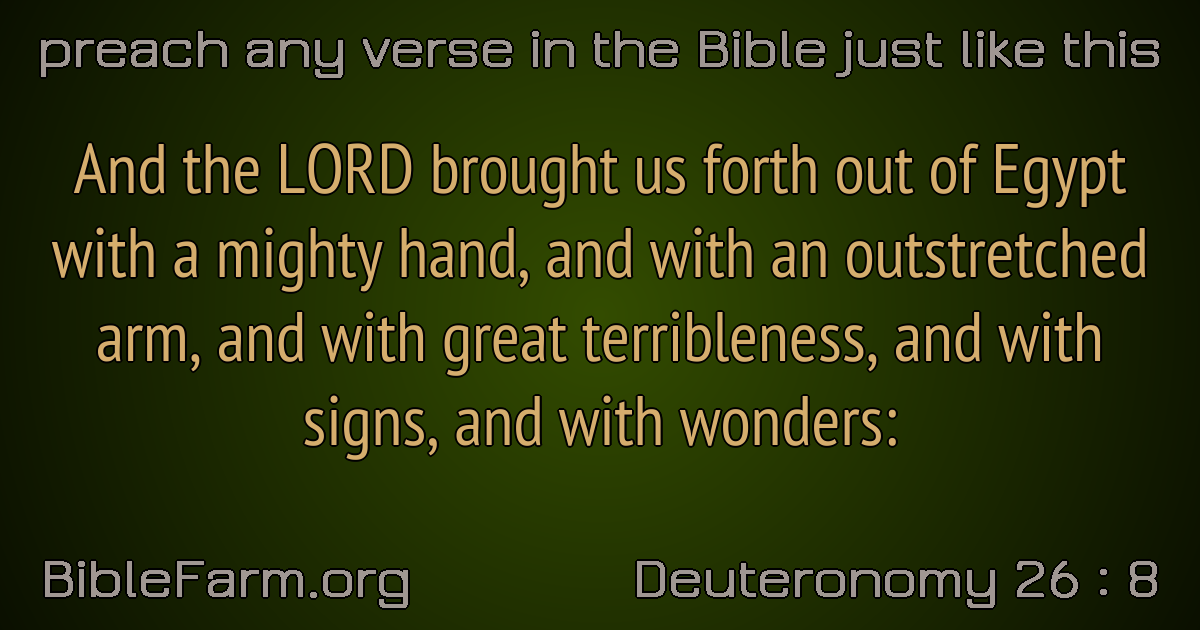 preach any verse in the Bible just like this
And the LORD brought us forth out of Egypt
with a mighty hand, and with an outstretched
arm, and with great terribleness, and with
signs, and with wonders:
BibleFarm.org
Deuteronomy 26 : 8